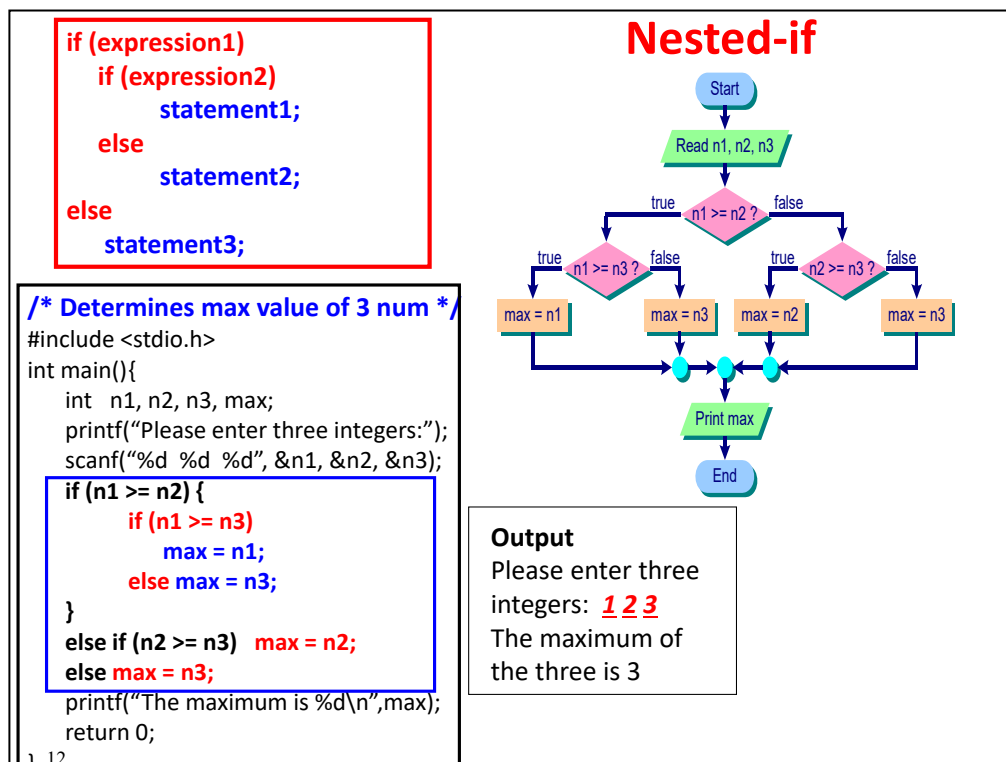 if (expression1)
if (expression2)
statement1;
else
statement2;
else
statement3;
/* Determines max value of 3 num */
#include <stdio.h>
int main(){
int n1, n2, n3, max;
printf(“Please enter three integers:”);
scanf(“%d %d %d”, &n1, &n2, &n3);
if (n1 >= n2) {
if (n1 >= n3)
max = n1;
else max = n3;
}
else if (n2 >= n3) max = n2;
else max = n3;
printf(“The maximum is %d\n”,max);
return 0;
} 12
Nested-if
Start
Read n1, n2, n3
true
n1 >= n2 ?
false
true
n1 >= n3 ?
false
true
n2 >= n3 ?
false
max = n1
max = n3
max = n2
max = n3
Print max
End
Output
Please enter three
integers: 1 2 3
The maximum of
the three is 3